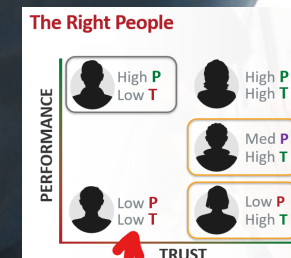 The Right People
High P
Low T
High P
High T
PERFORMANCE
Med P
High T
Low P
Low T
Low P
High T
TRUST